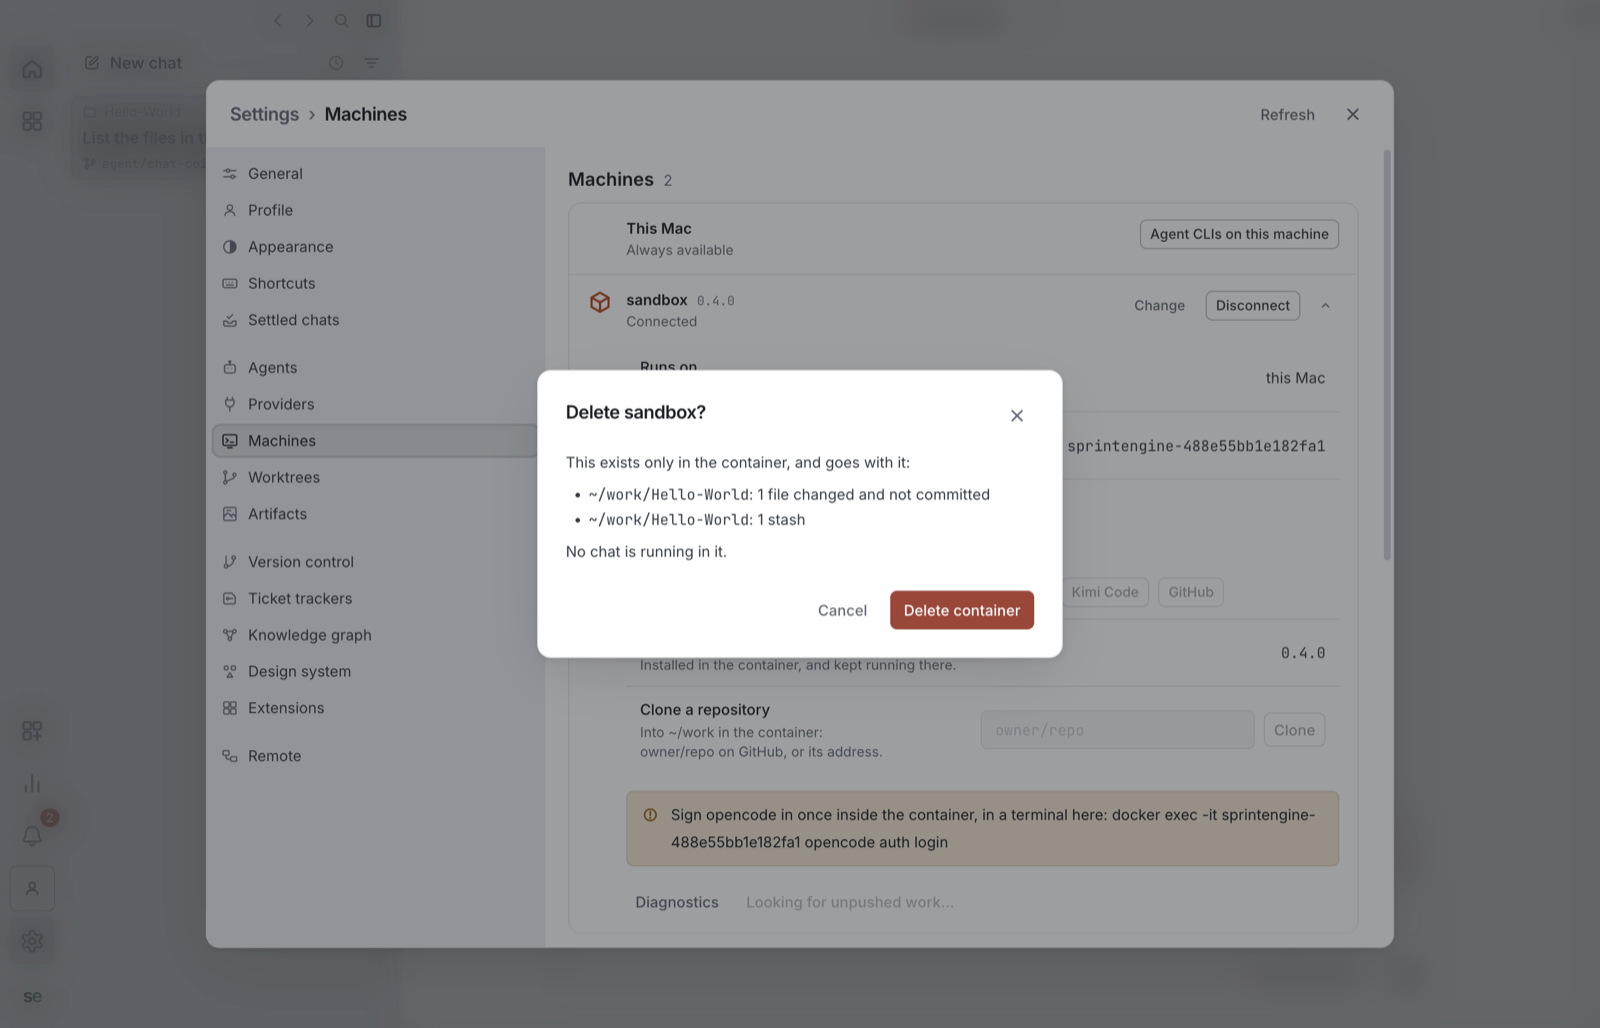 New chat
Hello-World
List the files in t
agent/chat-col
Settings › Machines
Refresh
General
Profile
Appearance
Shortcuts
Settled chats
Agents
Providers
Machines
Worktrees
Artifacts
Version control
Ticket trackers
Knowledge graph
Design system
Extensions
Remote
2
se
Machines 2
This Mac
Always available
Agent CLIs on this machine
sandbox 0.4.0
Connected
Change
Disconnect
Runs on
this Mac
sprintengine-488e55bb1e182fa1
Delete sandbox?
This exists only in the container, and goes with it:
• ~/work/Hello-World: 1 file changed and not committed
• ~/work/Hello-World: 1 stash
No chat is running in it.
Cancel
Delete container
Kimi Code
GitHub
Installed in the container, and kept running there.
0.4.0
Clone a repository
Into ~/work in the container:
owner/repo on GitHub, or its address.
owner/repo
Clone
Sign opencode in once inside the container, in a terminal here: docker exec -it sprintengine-
488e55bb1e182fa1 opencode auth login
Diagnostics
Looking for unpushed work...